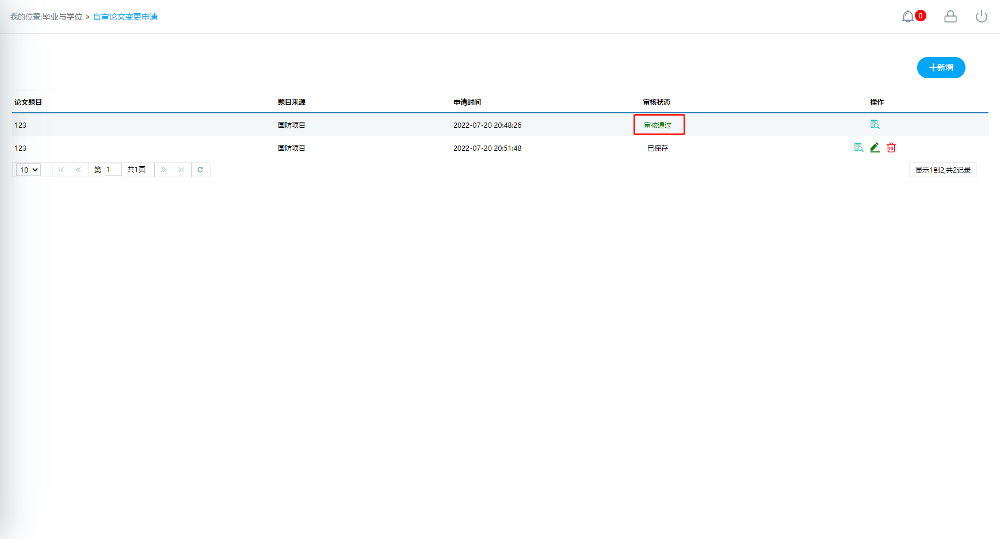 我的位置:毕业与学位 > 盲审论文变更申请
0
新增
论文题目 题目来源 申请时间 审核状态 操作
123 国防项目 2022-07-20 20:48:26 审核通过
123 国防项目 2022-07-20 20:51:48 已保存
10 第 1 共1页 显示1到2,共2记录